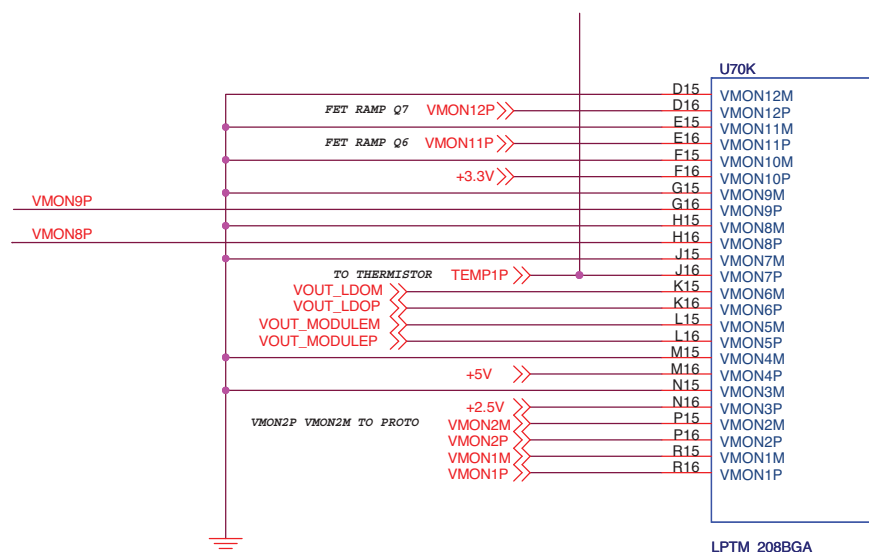 U70K
D15 VMON12M
FET RAMP Q7 VMON12P D16 VMON12P
E15 VMON11M
FET RAMP Q6 VMON11P E16 VMON11P
F15 VMON10M
+3.3V F16 VMON10P
G15 VMON9M
VMON9P G16 VMON9P
H15 VMON8M
VMON8P H16 VMON8P
J15 VMON7M
TO THERMISTOR TEMP1P J16 VMON7P
VOUT_LDOM K15 VMON6M
VOUT_LDOP K16 VMON6P
VOUT_MODULEM L15 VMON5M
VOUT_MODULEP L16 VMON5P
M15 VMON4M
+5V M16 VMON4P
N15 VMON3M
+2.5V N16 VMON3P
VMON2P VMON2M TO PROTO VMON2M P15 VMON2M
VMON2P P16 VMON2P
VMON1M R15 VMON1M
VMON1P R16 VMON1P
LPTM_208BGA